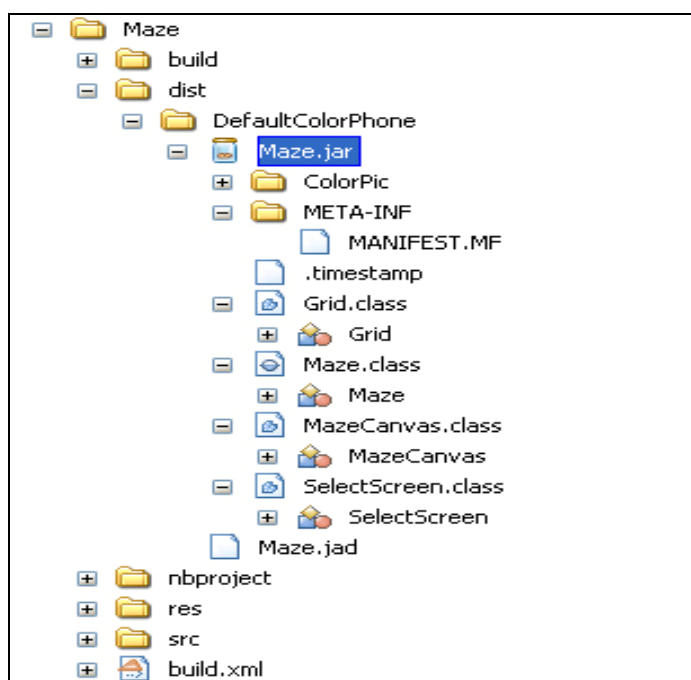 Maze
build
dist
DefaultColorPhone
Maze.jar
ColorPic
META-INF
MANIFEST.MF
.timestamp
Grid.class
Grid
Maze.class
Maze
MazeCanvas.class
MazeCanvas
SelectScreen.class
SelectScreen
Maze.jad
nbproject
res
src
build.xml